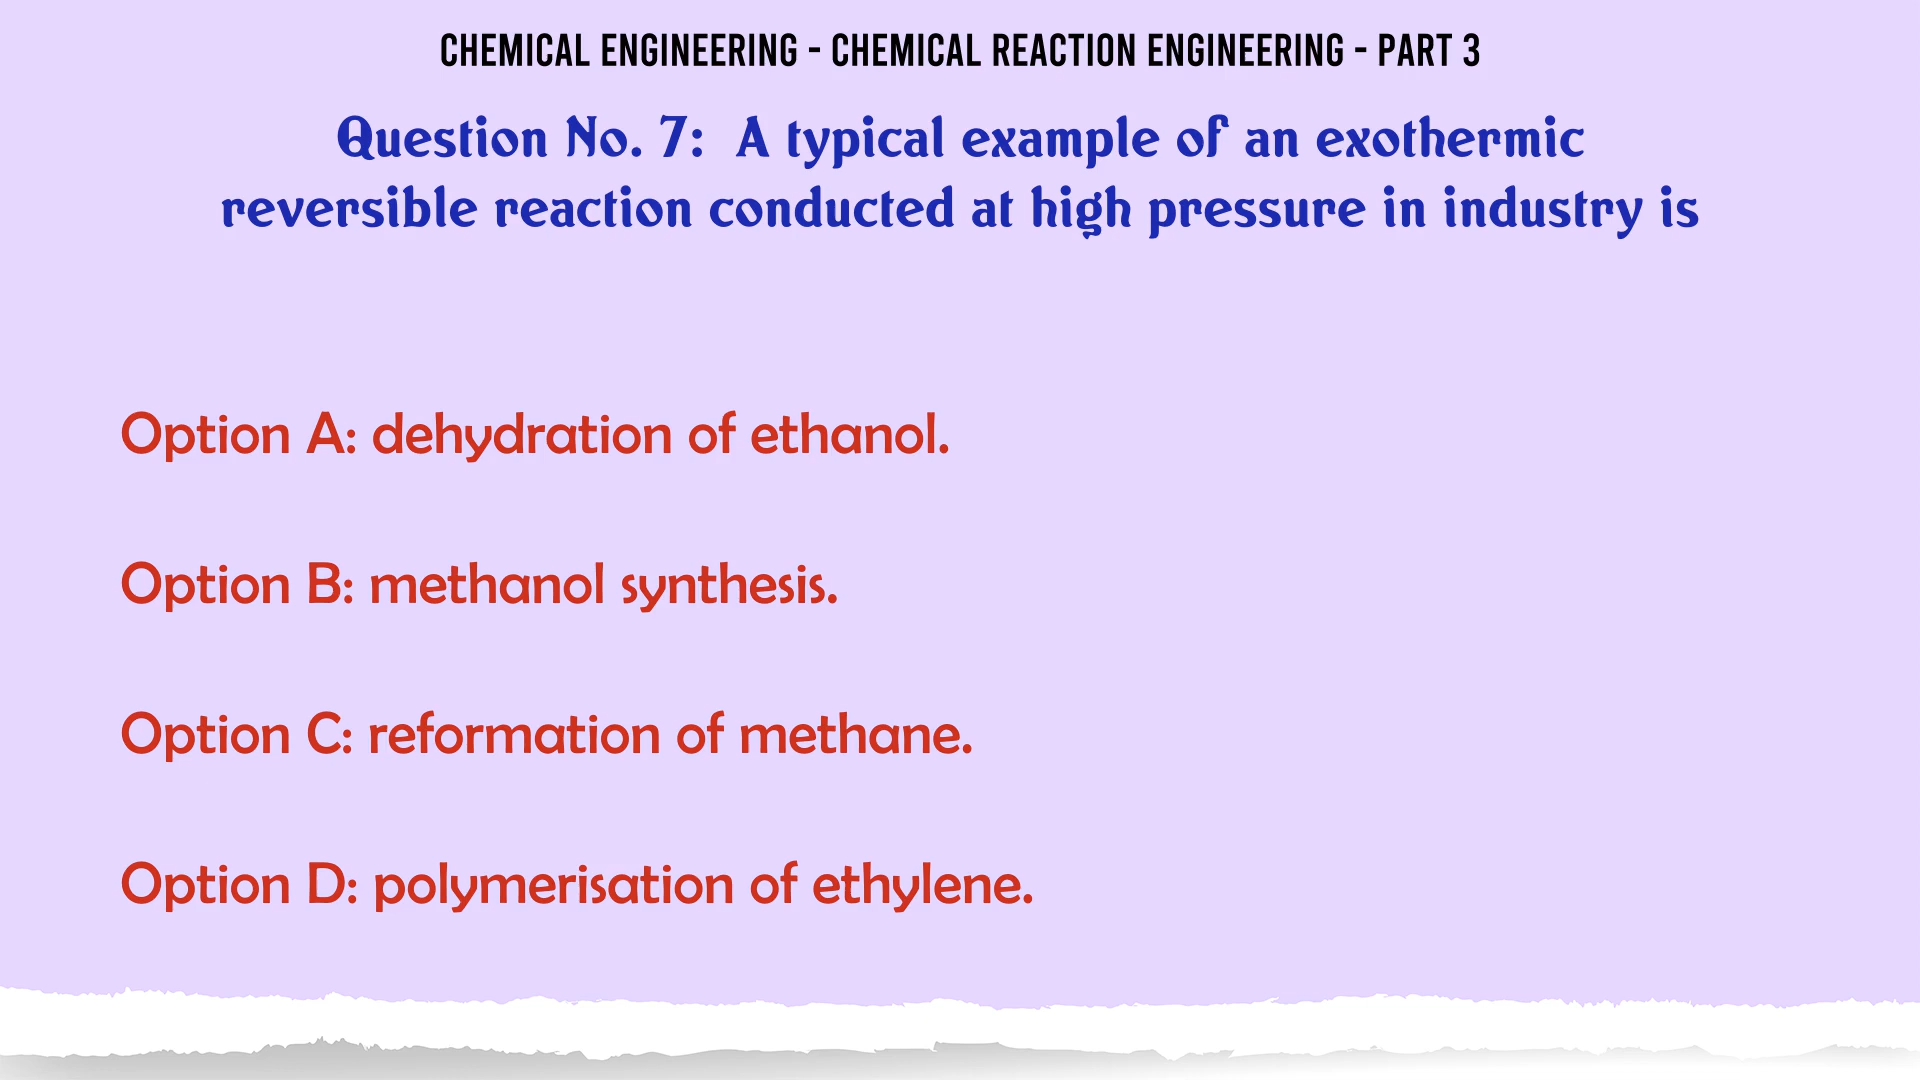 CHEMICAL ENGINEERING - CHEMICAL REACTION ENGINEERING - PART 3
Question No. 7: A typical example of an exothermic
reversible reaction conducted at high pressure in industry is
Option A: dehydration of ethanol.
Option B: methanol synthesis.
Option C: reformation of methane.
Option D: polymerisation of ethylene.